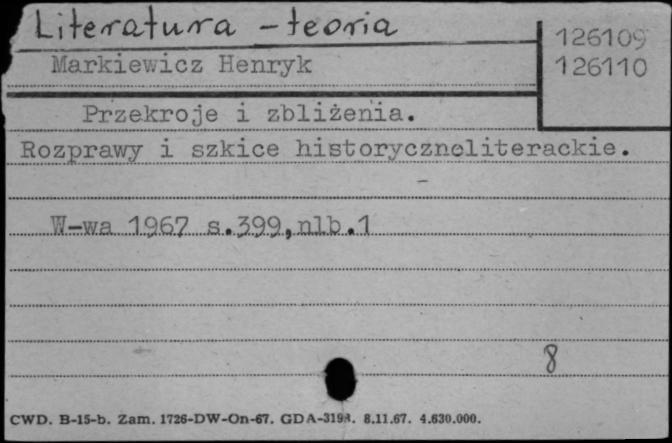 Literatura - teoria
126109
Markiewicz Henryk
126110
Przekroje i zbliżenia.
Rozprawy i szkice historycznoliterackie.
W-wa 1967 s.399,nlb.1
8
CWD. B-15-b. Zam. 1726-DW-On-67. GDA-3198. 8.11.67. 4.630.000.